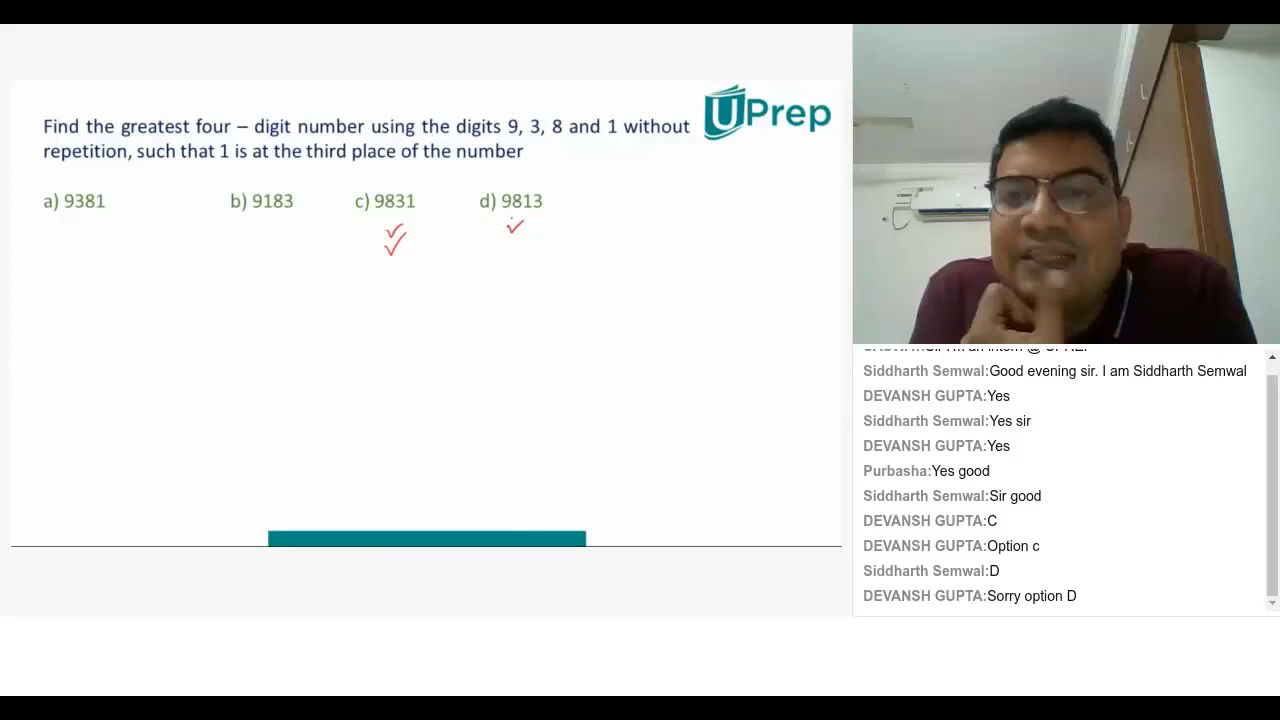 UPrep
Find the greatest four – digit number using the digits 9, 3, 8 and 1 without
repetition, such that 1 is at the third place of the number
a) 9381 b) 9183 c) 9831 d) 9813
Siddharth Semwal:Good evening sir. I am Siddharth Semwal
DEVANSH GUPTA:Yes
Siddharth Semwal:Yes sir
DEVANSH GUPTA:Yes
Purbasha:Yes good
Siddharth Semwal:Sir good
DEVANSH GUPTA:C
DEVANSH GUPTA:Option c
Siddharth Semwal:D
DEVANSH GUPTA:Sorry option D